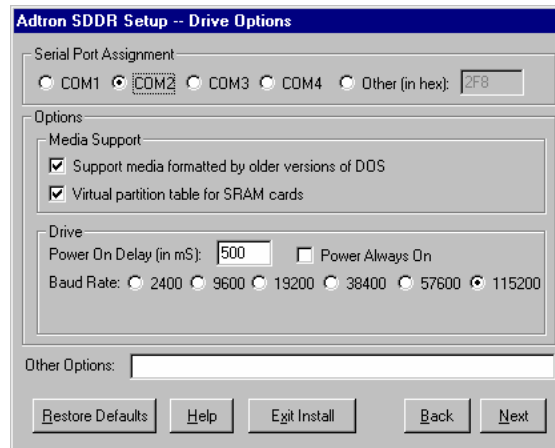 Adtron SDDR Setup -- Drive Options
Serial Port Assignment
COM1 COM2 COM3 COM4 Other (in hex): 2F8
Options
Media Support
Support media formatted by older versions of DOS
Virtual partition table for SRAM cards
Drive
Power On Delay (in mS): 500 Power Always On
Baud Rate: 2400 9600 19200 38400 57600 115200
Other Options:
Restore Defaults Help Exit Install Back Next